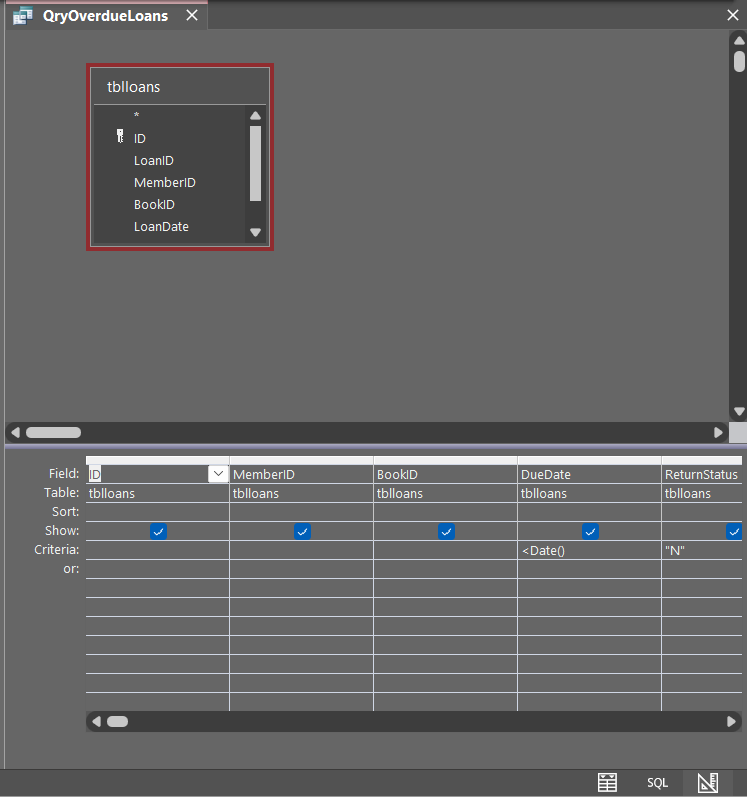 QryOverdueLoans
tblloans
*
ID
LoanID
MemberID
BookID
LoanDate
Field: ID MemberID BookID DueDate ReturnStatus
Table: tblloans tblloans tblloans tblloans tblloans
Sort:
Show:
Criteria: <Date() "N"
or:
SQL